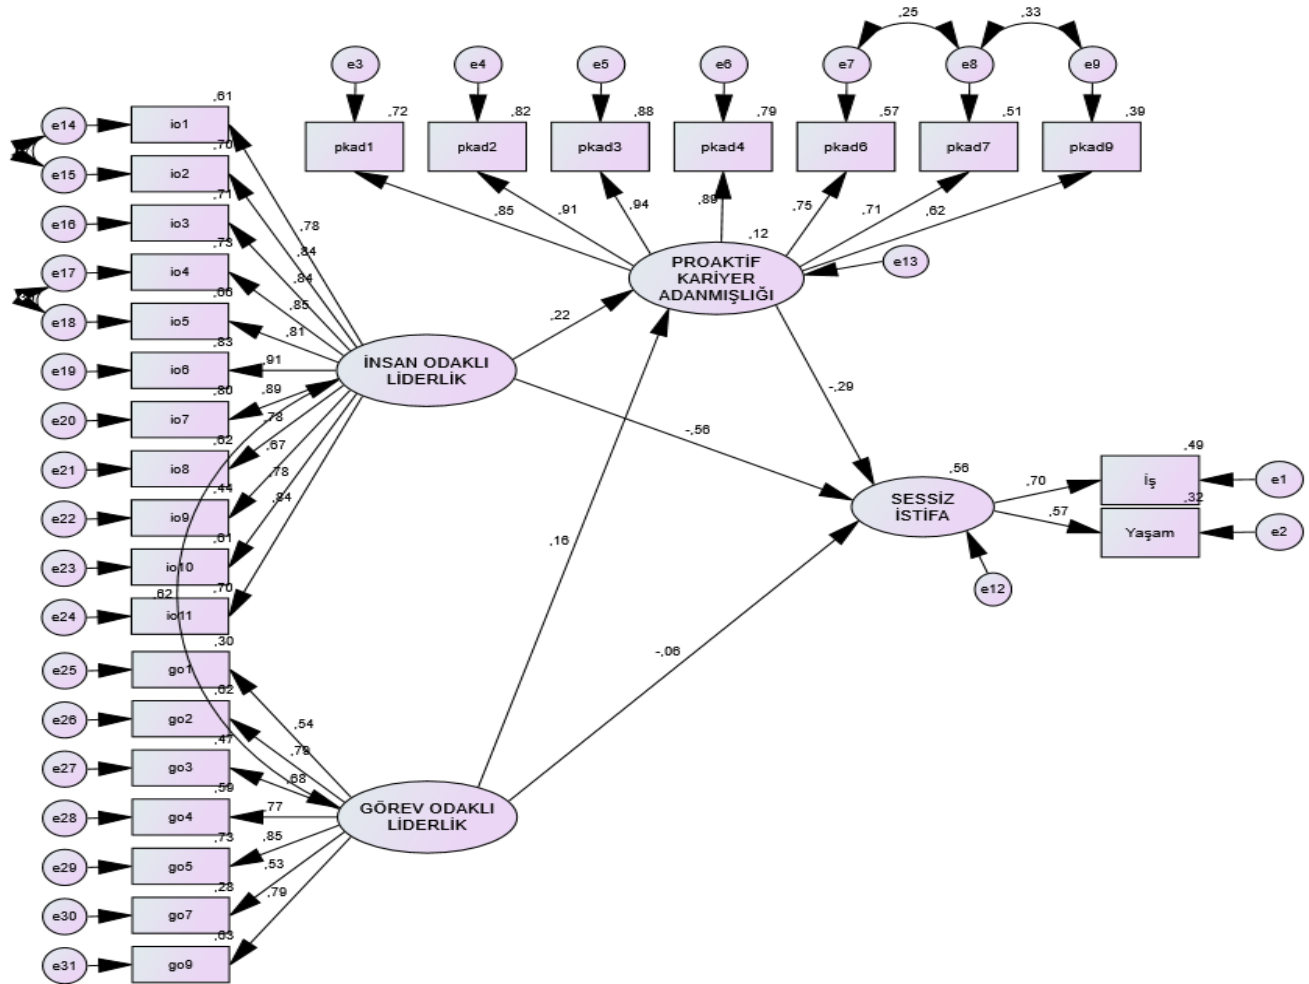 ,25
,33
e3
e4
e5
e6
e7
e8
e9
,72
,82
,88
,79
,57
,51
,39
pkad1
pkad2
pkad3
pkad4
pkad6
pkad7
pkad9
,85
,91
,94
,89
,75
,71
,62
,12
PROAKTİF
KARİYER
ADANMIŞLIĞI
e13
,61
e14
io1
,70
e15
io2
,71
e16
io3
,73
e17
io4
,66
e18
io5
,83
e19
io6
,80
e20
io7
,62
e21
io8
,44
e22
io9
,61
e23
io10
,70
e24
io11
,78
,84
,84
,85
,81
,91
,89
,78
,67
,78
,84
İNSAN ODAKLI
LİDERLİK
,22
-,56
-,29
,16
-,06
,62
,56
SESSİZ
İSTİFA
e12
,70
,57
,49
İş
e1
,32
Yaşam
e2
,30
e25
go1
,62
e26
go2
,47
e27
go3
,59
e28
go4
,73
e29
go5
,28
e30
go7
,63
e31
go9
,54
,79
,68
,77
,85
,53
,79
GÖREV ODAKLI
LİDERLİK